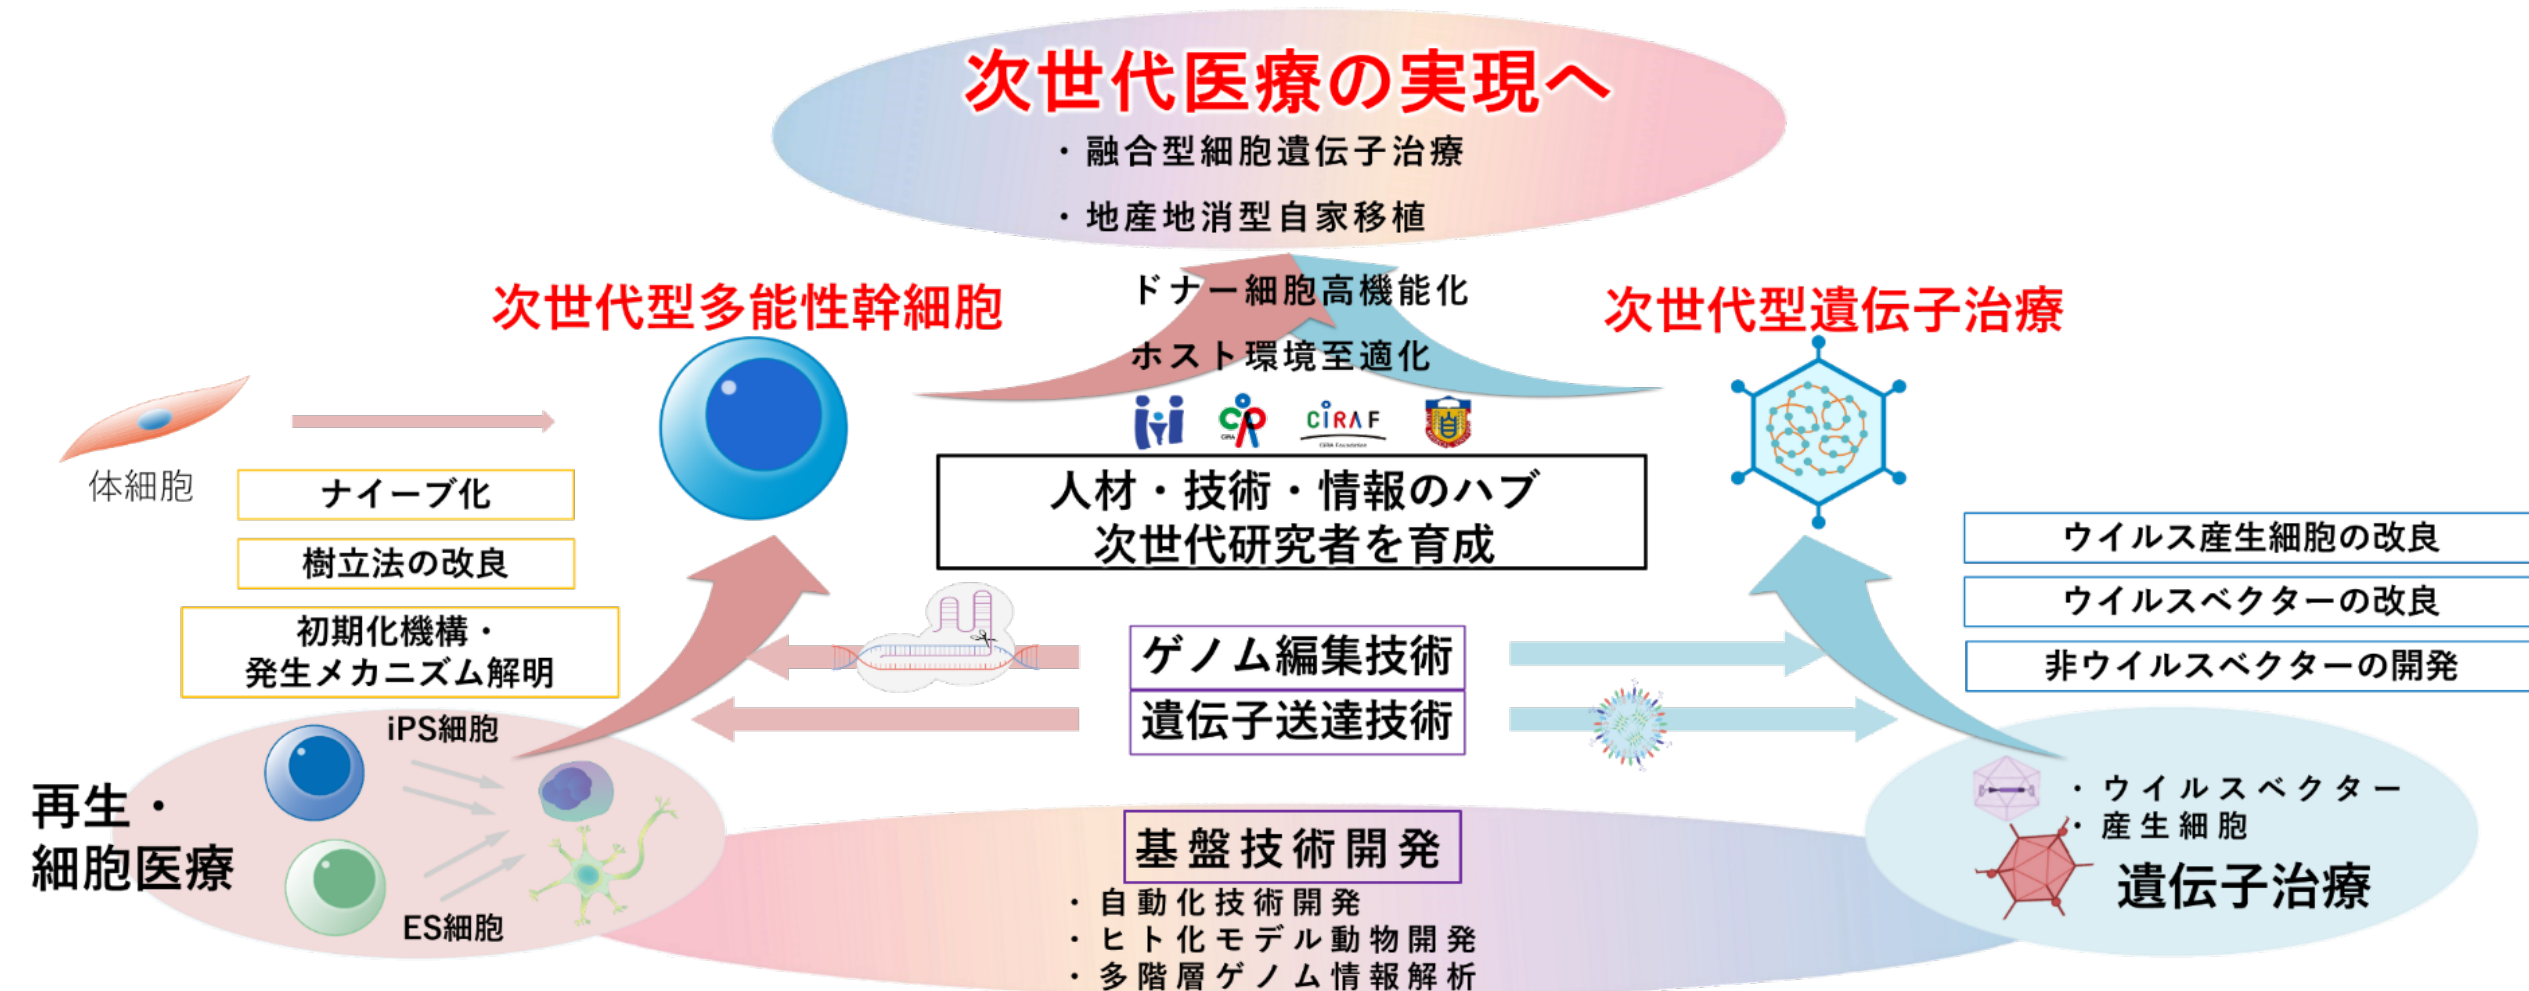 次世代医療の実現へ
・融合型細胞遺伝子治療
・地産地消型自家移植
次世代型多能性幹細胞
ドナー細胞高機能化
ホスト環境至適化
次世代型遺伝子治療
体細胞
CiRA
CiRA F
CiRA Foundation
ナイーブ化
樹立法の改良
初期化機構・
発生メカニズム解明
人材・技術・情報のハブ
次世代研究者を育成
ウイルス産生細胞の改良
ウイルスベクターの改良
非ウイルスベクターの開発
ゲノム編集技術
遺伝子送達技術
iPS細胞
ES細胞
再生・
細胞医療
基盤技術開発
・自動化技術開発
・ヒト化モデル動物開発
・多階層ゲノム情報解析
・ウイルスベクター
・産生細胞
遺伝子治療